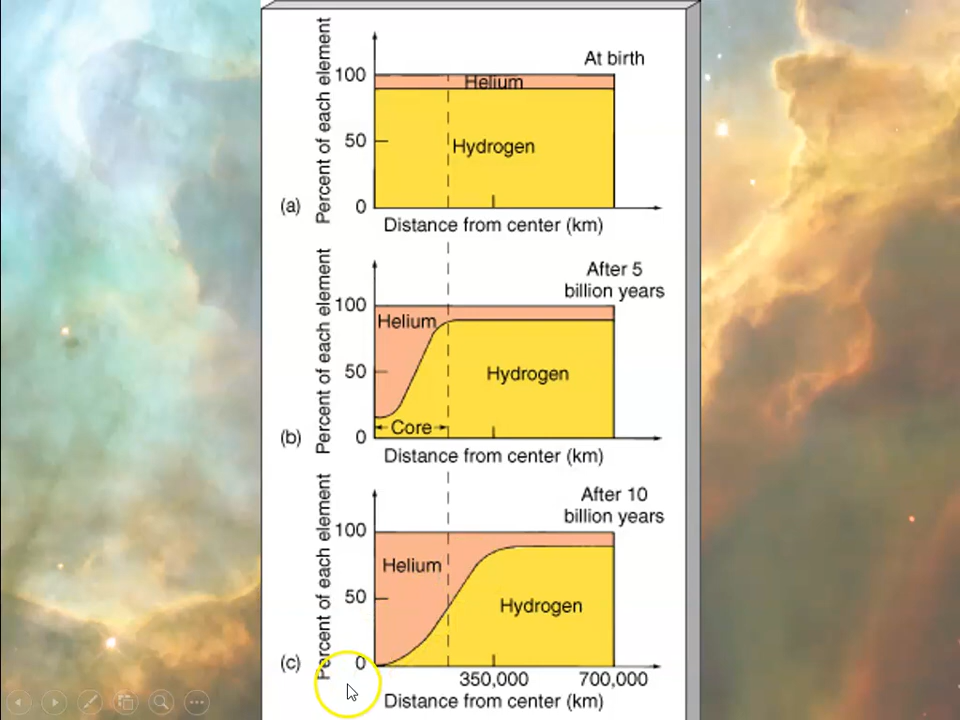 At birth
Percent of each element
100
Helium
50
Hydrogen
0
(a)
Distance from center (km)
After 5
billion years
Percent of each element
100
Helium
50
Hydrogen
Core
0
(b)
Distance from center (km)
After 10
billion years
Percent of each element
100
Helium
50
Hydrogen
0
(c)
350,000
700,000
Distance from center (km)